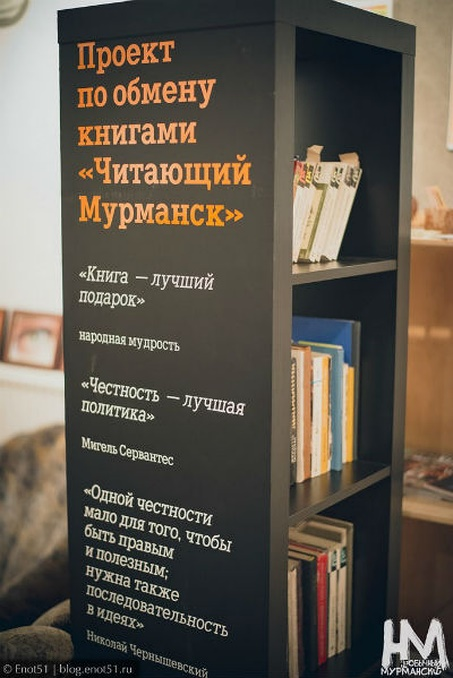 Проект
по обмену
книгами
«Читающий
Мурманск»
«Книга — лучший
подарок»
народная мудрость
«Честность — лучшая
политика»
Мигель Сервантес
«Одной честности
мало для того, чтобы
быть правым
и полезным;
нужна также
последовательность
в идеях»
Николай Чернышевский
© Enot51 | blog.enot51.ru
НМ
МУРМАНСК